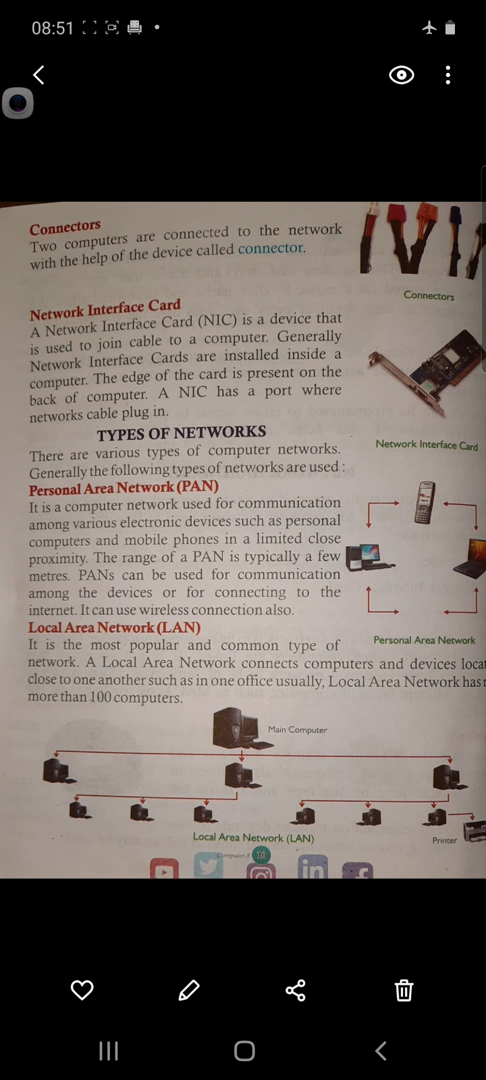 08:51
Connectors
Two computers are connected to the network
with the help of the device called connector.
Connectors
Network Interface Card
A Network Interface Card (NIC) is a device that
is used to join cable to a computer. Generally
Network Interface Cards are installed inside a
computer. The edge of the card is present on the
back of computer. A NIC has a port where
networks cable plug in.
Network Interface Card
TYPES OF NETWORKS
There are various types of computer networks.
Generally the following types of networks are used :
Personal Area Network (PAN)
It is a computer network used for communication
among various electronic devices such as personal
computers and mobile phones in a limited close
proximity. The range of a PAN is typically a few
metres. PANs can be used for communication
among the devices or for connecting to the
internet. It can use wireless connection also.
Personal Area Network
Local Area Network (LAN)
It is the most popular and common type of
network. A Local Area Network connects computers and devices locat
close to one another such as in one office usually, Local Area Network has
more than 100 computers.
Main Computer
Local Area Network (LAN)
Printer
in